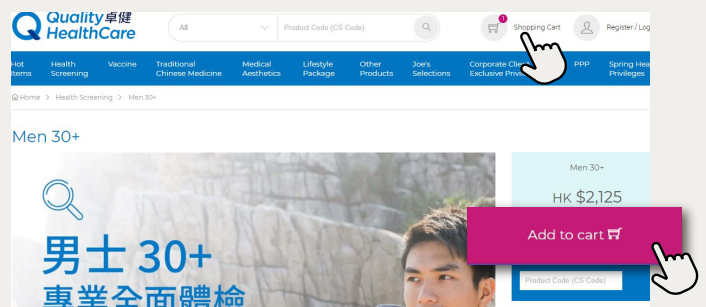 Quality 卓健
HealthCare
All
Product Code (CS Code)
1
Shopping Cart
Register / Log
Hot Items
Health Screening
Vaccine
Traditional Chinese Medicine
Medical Aesthetics
Lifestyle Package
Other Products
Joe's Selections
Corporate Client Exclusive
PPP
Spring Hea
Privileges
Home > Health Screening > Men 30+
Men 30+
Men 30+
HK $2,125
男士 30+
專業全面體檢
Add to cart
Product Code (CS Code)